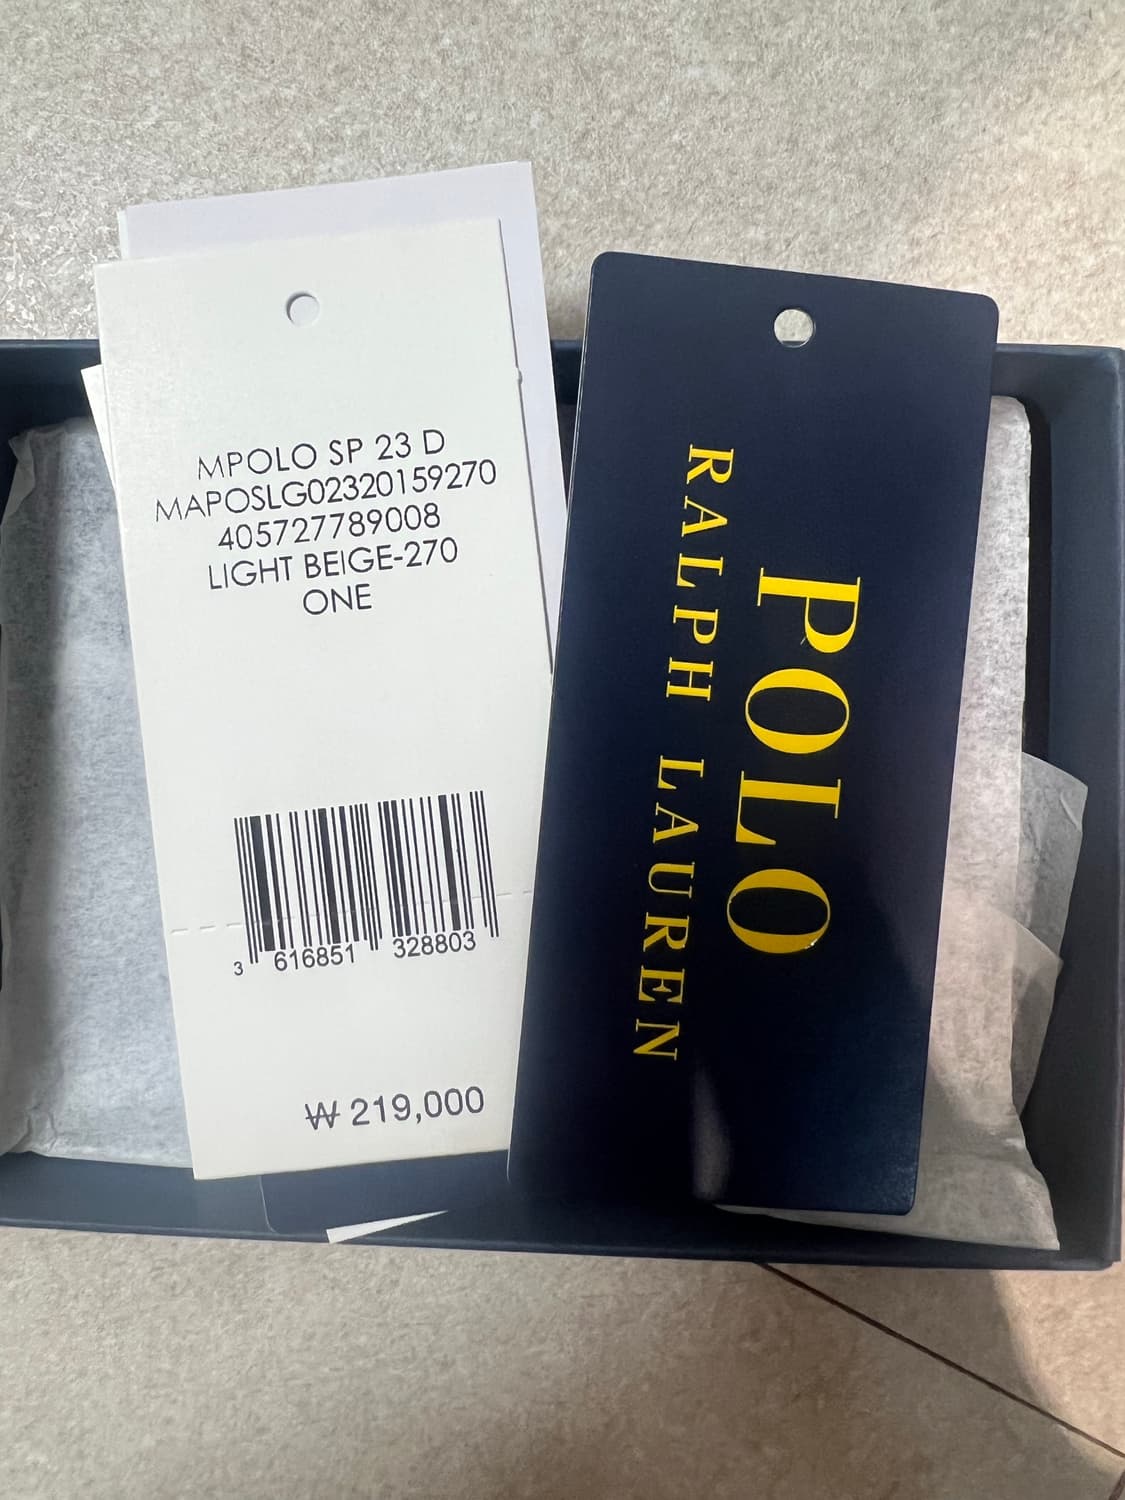 MPOLO SP 23 D
MAPOSLG02320159270
405727789008
LIGHT BEIGE-270
ONE
3 616851 328803
₩ 219,000
POLO
RALPH LAUREN